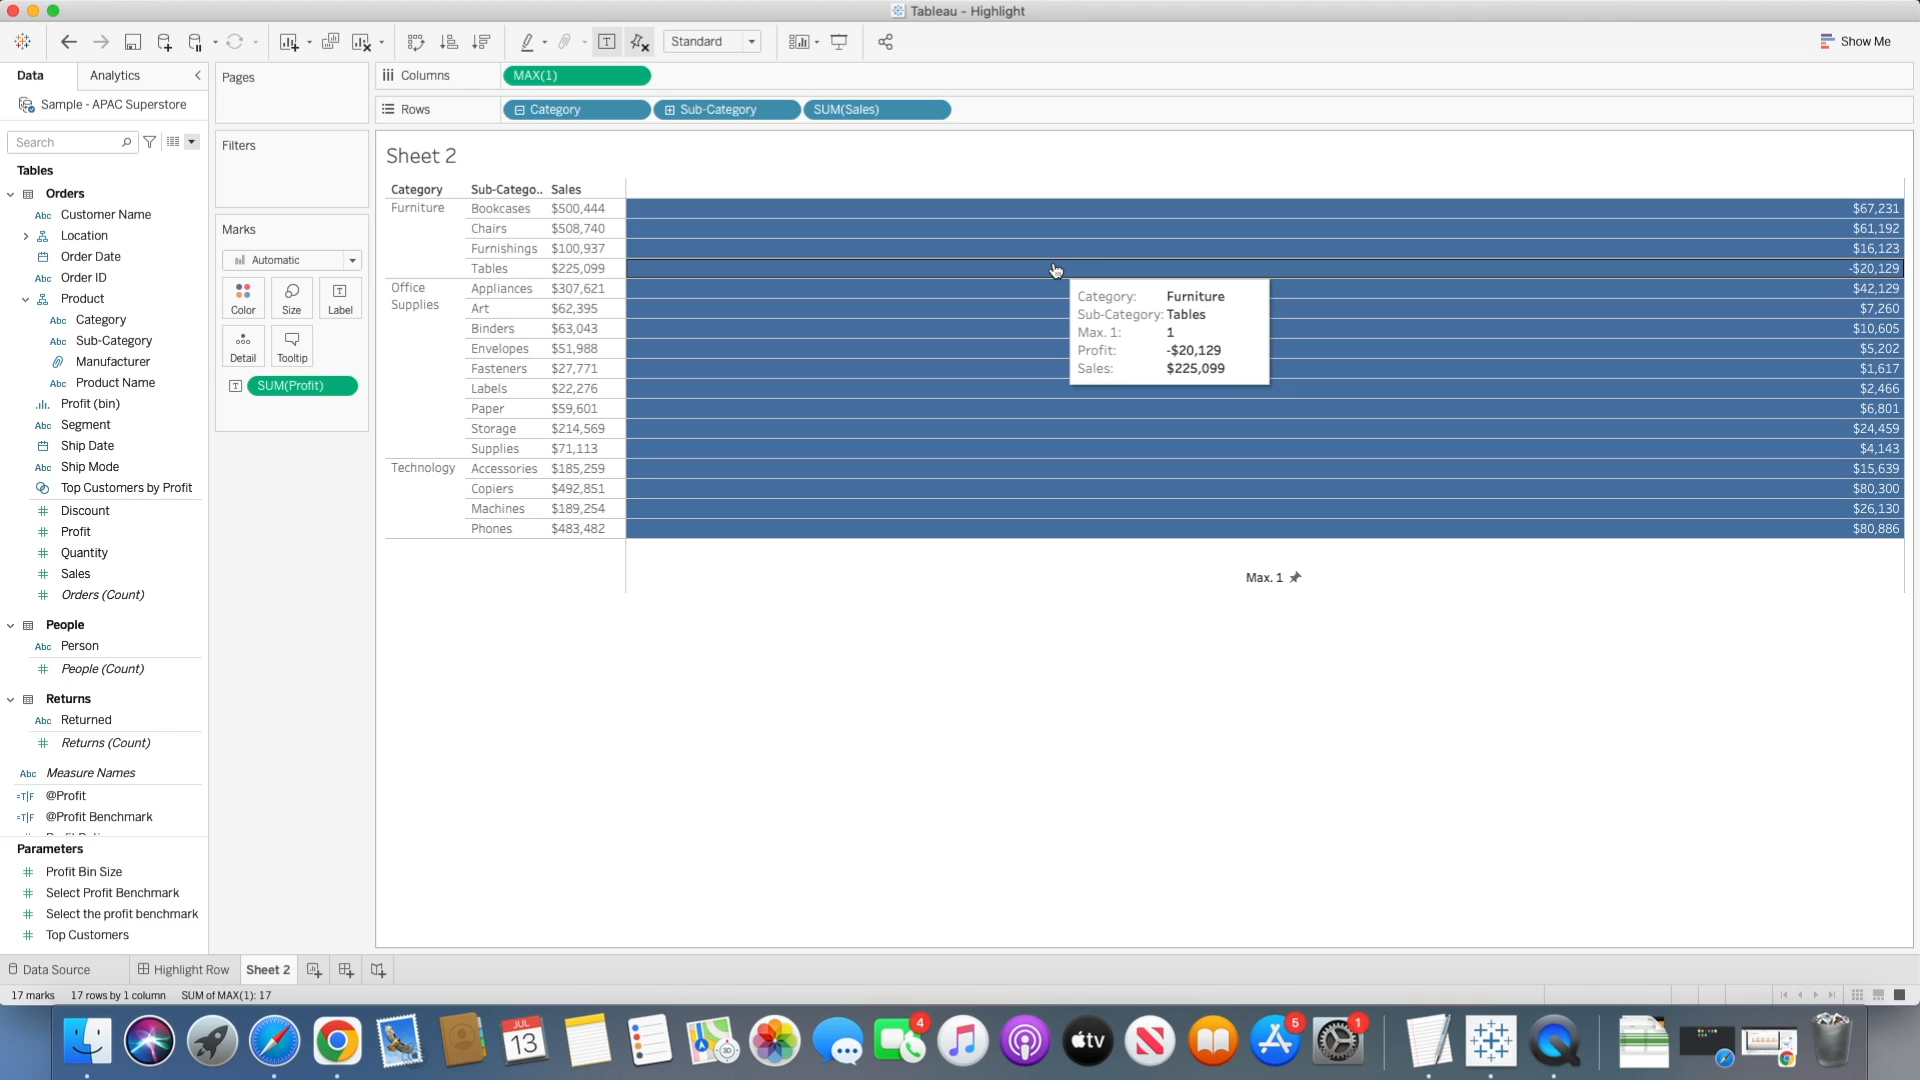 Tableau - Highlight
Standard
Show Me
Data
Analytics
Pages
Columns
MAX(1)
Sample - APAC Superstore
Rows
Category
Sub-Category
SUM(Sales)
Search
Filters
Sheet 2
Tables
Orders
Customer Name
Location
Order Date
Order ID
Product
Category
Sub-Category
Manufacturer
Product Name
Profit (bin)
Segment
Ship Date
Ship Mode
Top Customers by Profit
Discount
Profit
Quantity
Sales
Orders (Count)
People
Person
People (Count)
Returns
Returned
Returns (Count)
Measure Names
@Profit
@Profit Benchmark
Parameters
Profit Bin Size
Select Profit Benchmark
Select the profit benchmark
Top Customers
Marks
Automatic
Color
Size
Label
Detail
Tooltip
SUM(Profit)
Category Sub-Catego.. Sales
Furniture Bookcases $500,444 $67,231
Chairs $508,740 $61,192
Furnishings $100,937 $16,123
Tables $225,099 -$20,129
Office Supplies Appliances $307,621 $42,129
Art $62,395 $7,260
Binders $63,043 $10,605
Envelopes $51,988 $5,202
Fasteners $27,771 $1,617
Labels $22,276 $2,466
Paper $59,601 $6,801
Storage $214,569 $24,459
Supplies $71,113 $4,143
Technology Accessories $185,259 $15,639
Copiers $492,851 $80,300
Machines $189,254 $26,130
Phones $483,482 $80,886
Category: Furniture
Sub-Category: Tables
Max. 1: 1
Profit: -$20,129
Sales: $225,099
Max. 1
Data Source
Highlight Row
Sheet 2
17 marks 17 rows by 1 column SUM of MAX(1): 17
JUL
13
4
tv
5
1